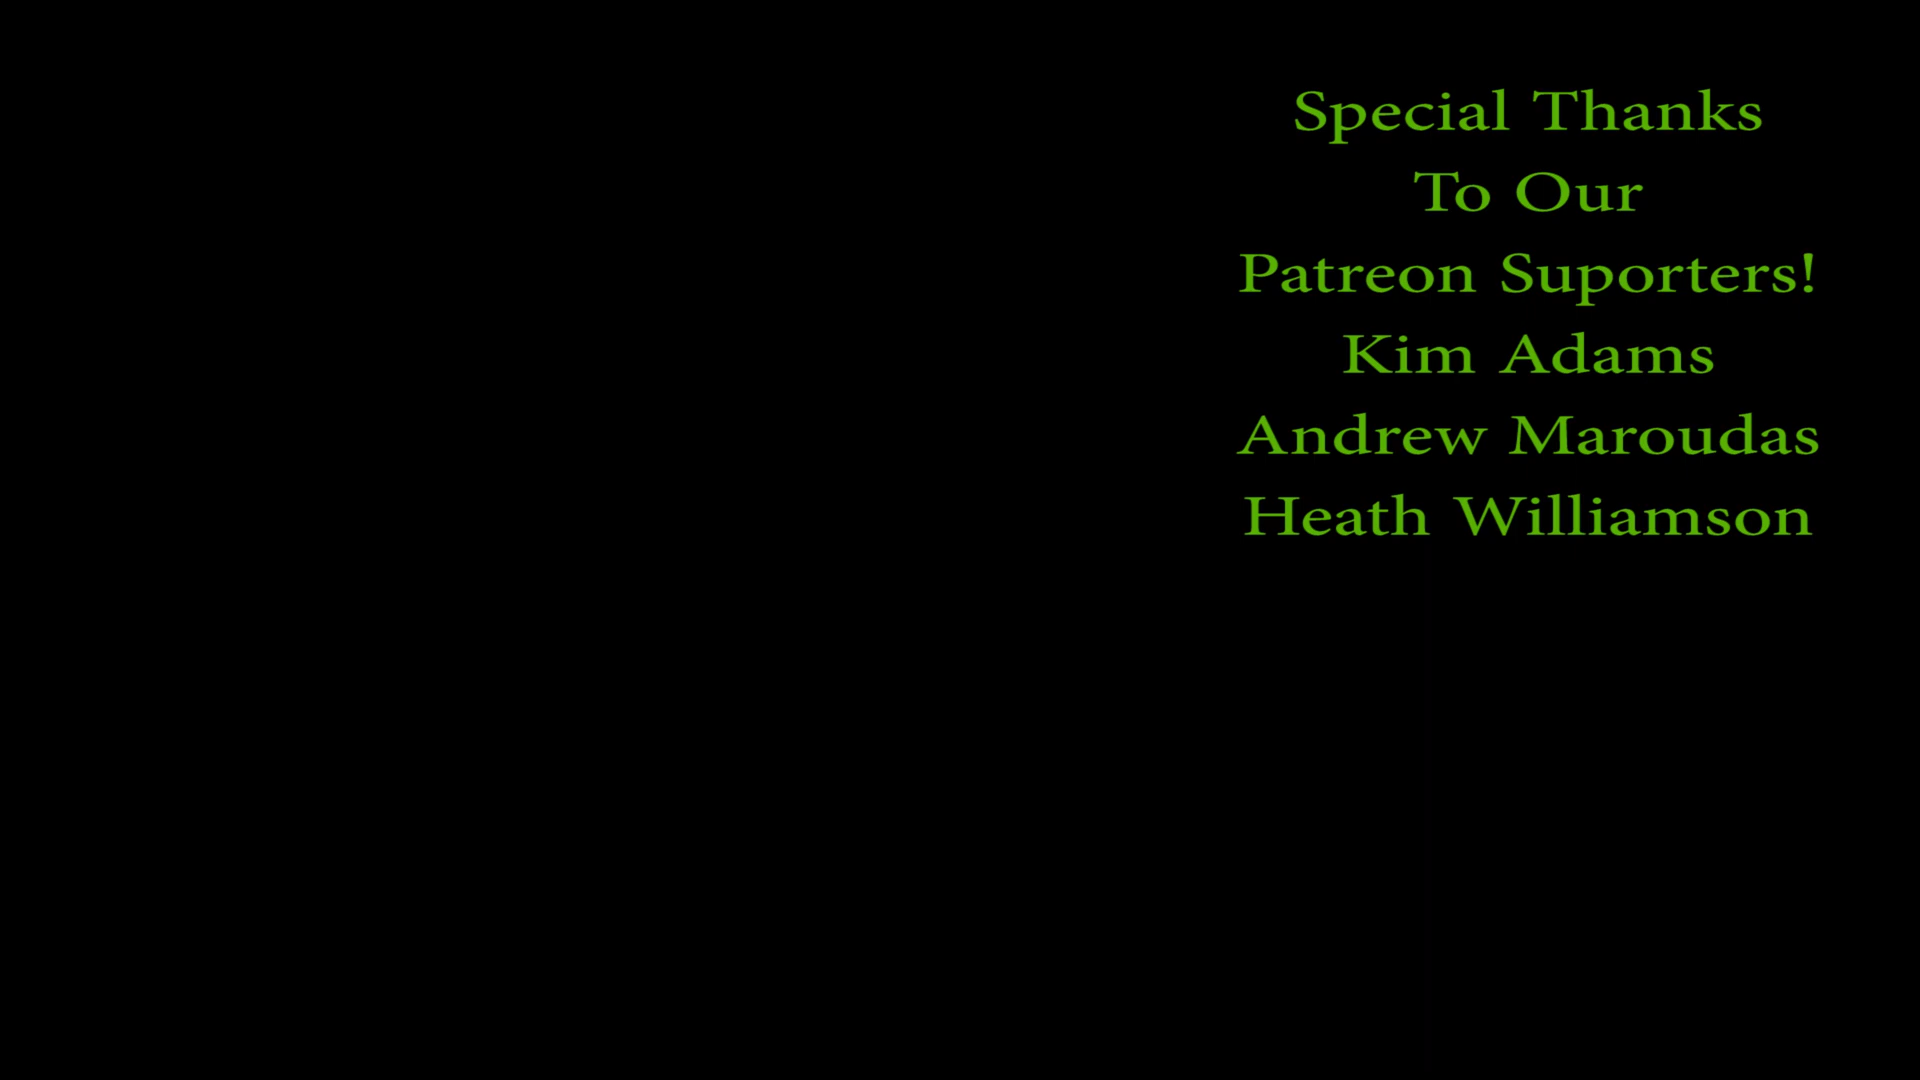 Special Thanks
To Our
Patreon Suporters!
Kim Adams
Andrew Maroudas
Heath Williamson